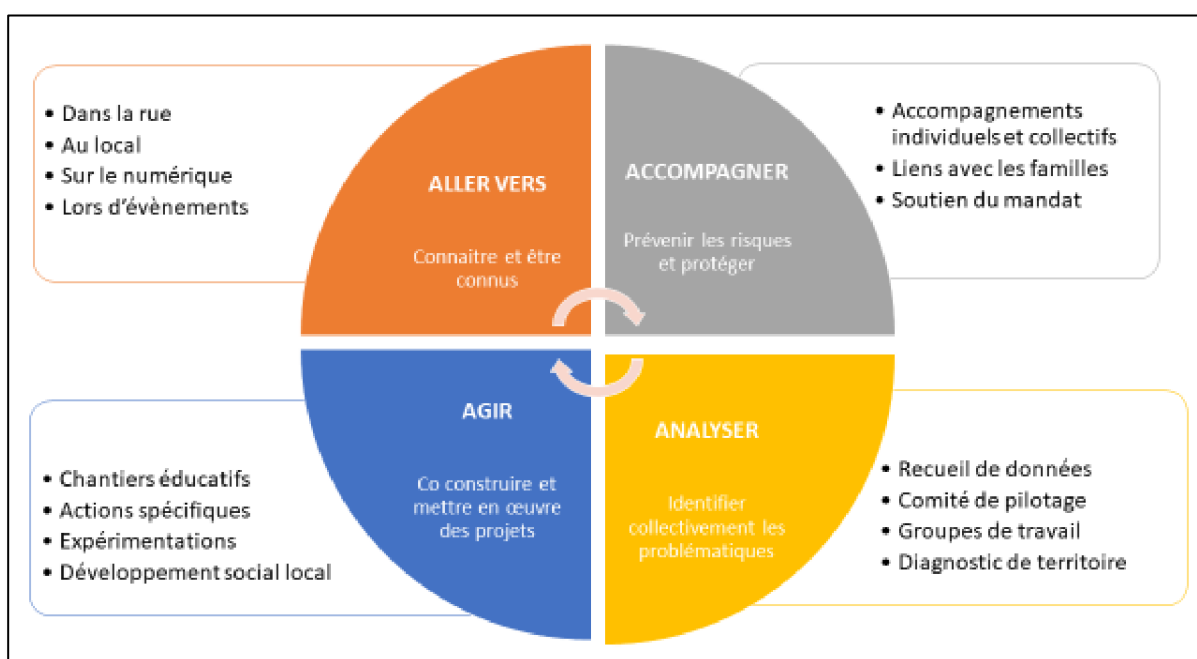 • Dans la rue
• Au local
• Sur le numérique
• Lors d'évènements
ALLER VERS
Connaitre et être
connus
ACCOMPAGNER
Prévenir les risques
et protéger
• Accompagnements
individuels et collectifs
• Liens avec les familles
• Soutien du mandat
• Chantiers éducatifs
• Actions spécifiques
• Expérimentations
• Développement social local
AGIR
Co construire et
mettre en œuvre
des projets
ANALYSER
Identifier
collectivement les
problématiques
• Recueil de données
• Comité de pilotage
• Groupes de travail
• Diagnostic de territoire